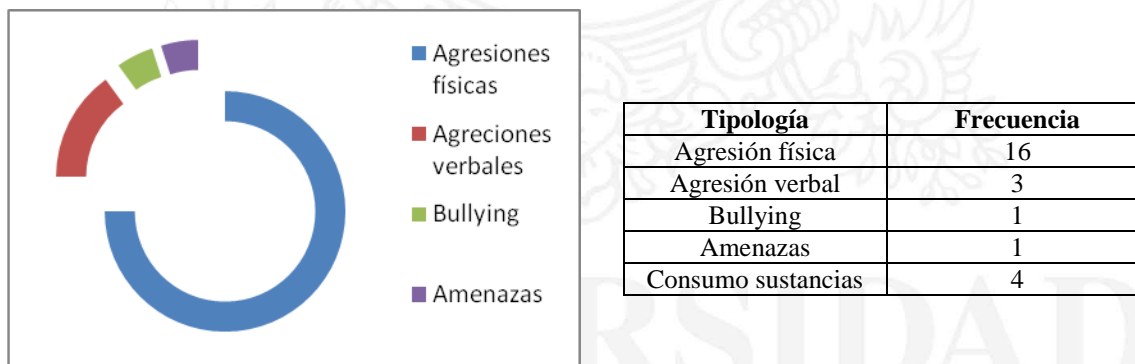 Agresiones
físicas
Agreciones
verbales
Bullying
Amenazas
Tipología Frecuencia
Agresión física 16
Agresión verbal 3
Bullying 1
Amenazas 1
Consumo sustancias 4
RSIDAD